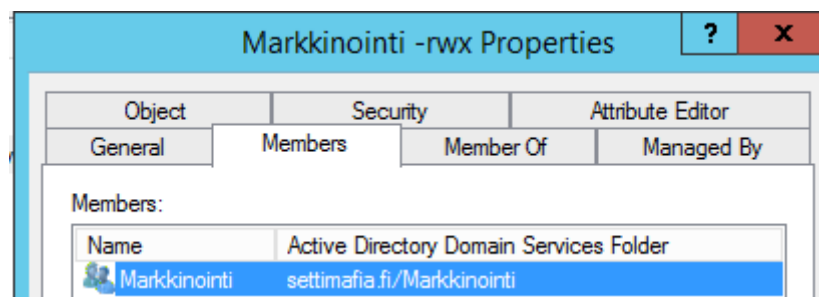 Markkinointi -rwx Properties ? x
Object Security Attribute Editor
General Members Member Of Managed By
Members:
Name Active Directory Domain Services Folder
Markkinointi settimafia.fi/Markkinointi